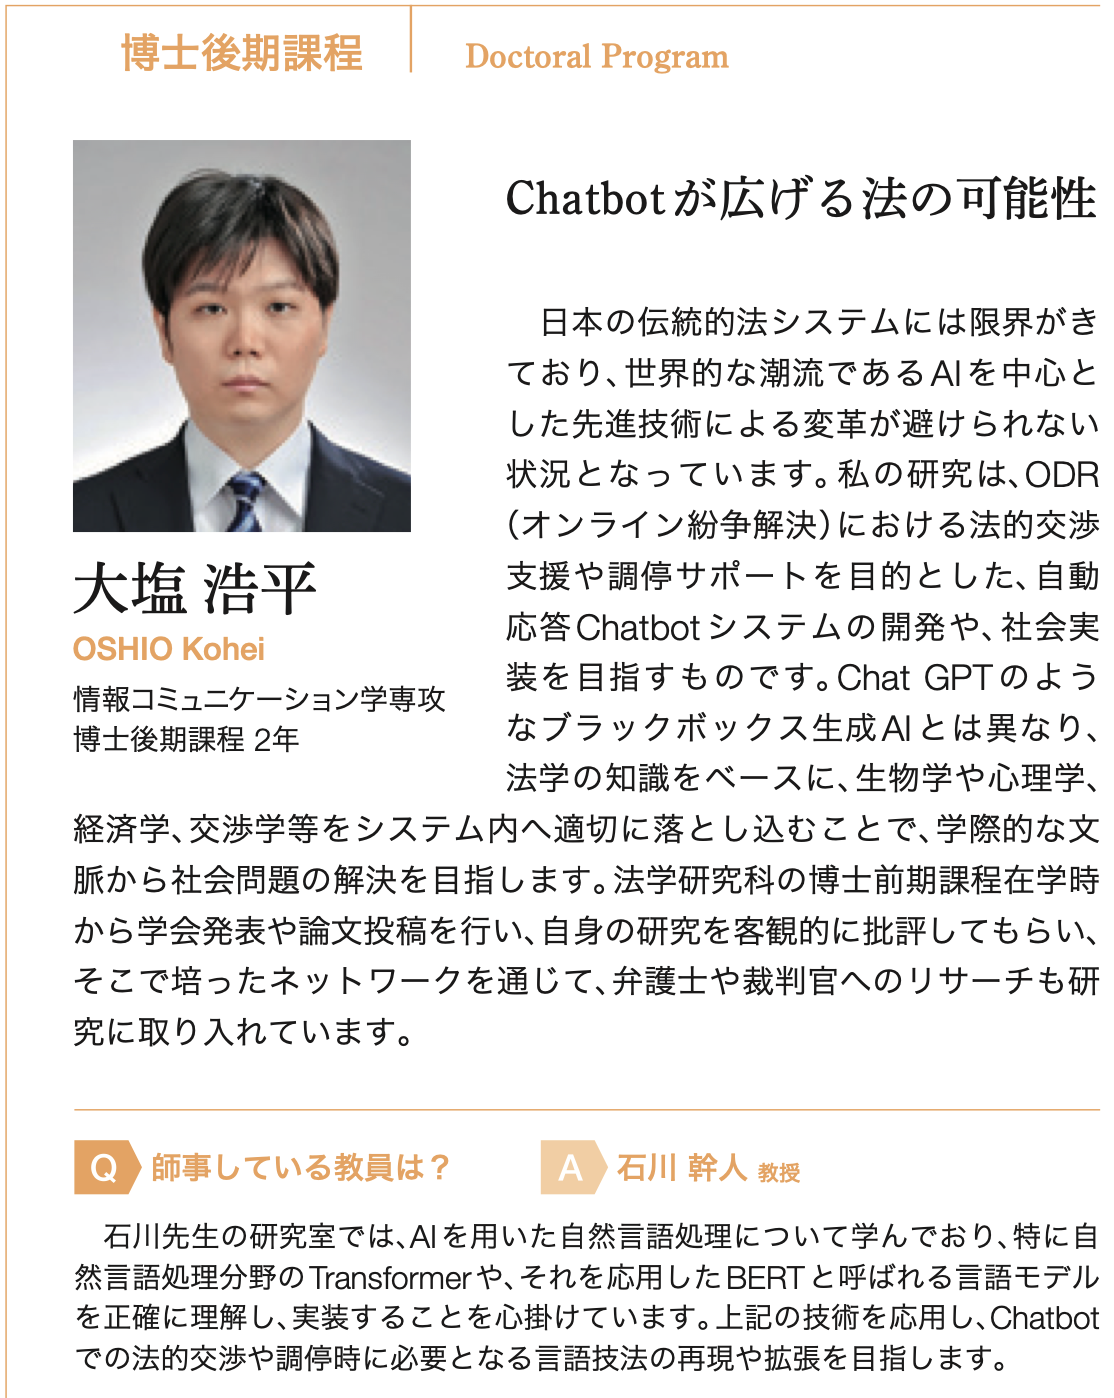 博士後期課程
Doctoral Program
Chatbotが広げる法の可能性
日本の伝統的法システムには限界がき
ており、世界的な潮流であるAIを中心と
した先進技術による変革が避けられない
状況となっています。私の研究は、ODR
（オンライン紛争解決）における法的交渉
支援や調停サポートを目的とした、自動
応答Chatbotシステムの開発や、社会実
装を目指すものです。Chat GPTのよう
なブラックボックス生成AIとは異なり、
法学の知識をベースに、生物学や心理学、
経済学、交渉学等をシステム内へ適切に落とし込むことで、学際的な文
脈から社会問題の解決を目指します。法学研究科の博士前期課程在学時
から学会発表や論文投稿を行い、自身の研究を客観的に批評してもらい、
そこで培ったネットワークを通じて、弁護士や裁判官へのリサーチも研
究に取り入れています。
大塩 浩平
OSHIO Kohei
情報コミュニケーション学専攻
博士後期課程 2年
Q 師事している教員は？
A 石川 幹人 教授
石川先生の研究室では、AIを用いた自然言語処理について学んでおり、特に自
然言語処理分野のTransformerや、それを応用したBERTと呼ばれる言語モデル
を正確に理解し、実装することを心掛けています。上記の技術を応用し、Chatbot
での法的交渉や調停時に必要となる言語技法の再現や拡張を目指します。